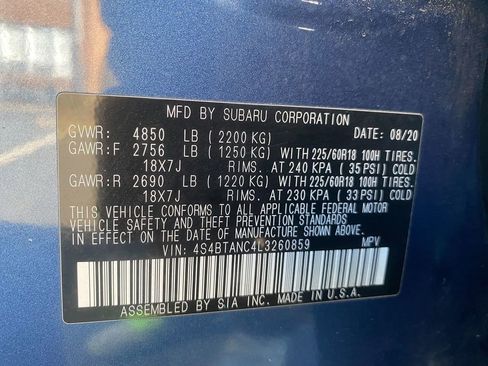 MFD BY SUBARU CORPORATION
GVWR: 4850 LB (2200 KG) DATE: 08/20
GAWR:F 2756 LB (1250 KG) WITH 225/60R18 100H TIRES.
18X7J RIMS. AT 240 KPA (35 PSI) COLD
GAWR:R 2690 LB (1220 KG) WITH 225/60R18 100H TIRES.
18X7J RIMS. AT 230 KPA (33 PSI) COLD
THIS VEHICLE CONFORMS TO ALL APPLICABLE FEDERAL MOTOR
VEHICLE SAFETY, BUMPER, AND THEFT PREVENTION STANDARDS
IN EFFECT ON THE DATE OF MANUFACTURE SHOWN ABOVE.
VIN: 4S4BTANC4L3260859 MPV
ASSEMBLED BY SIA INC. MADE IN U.S.A.